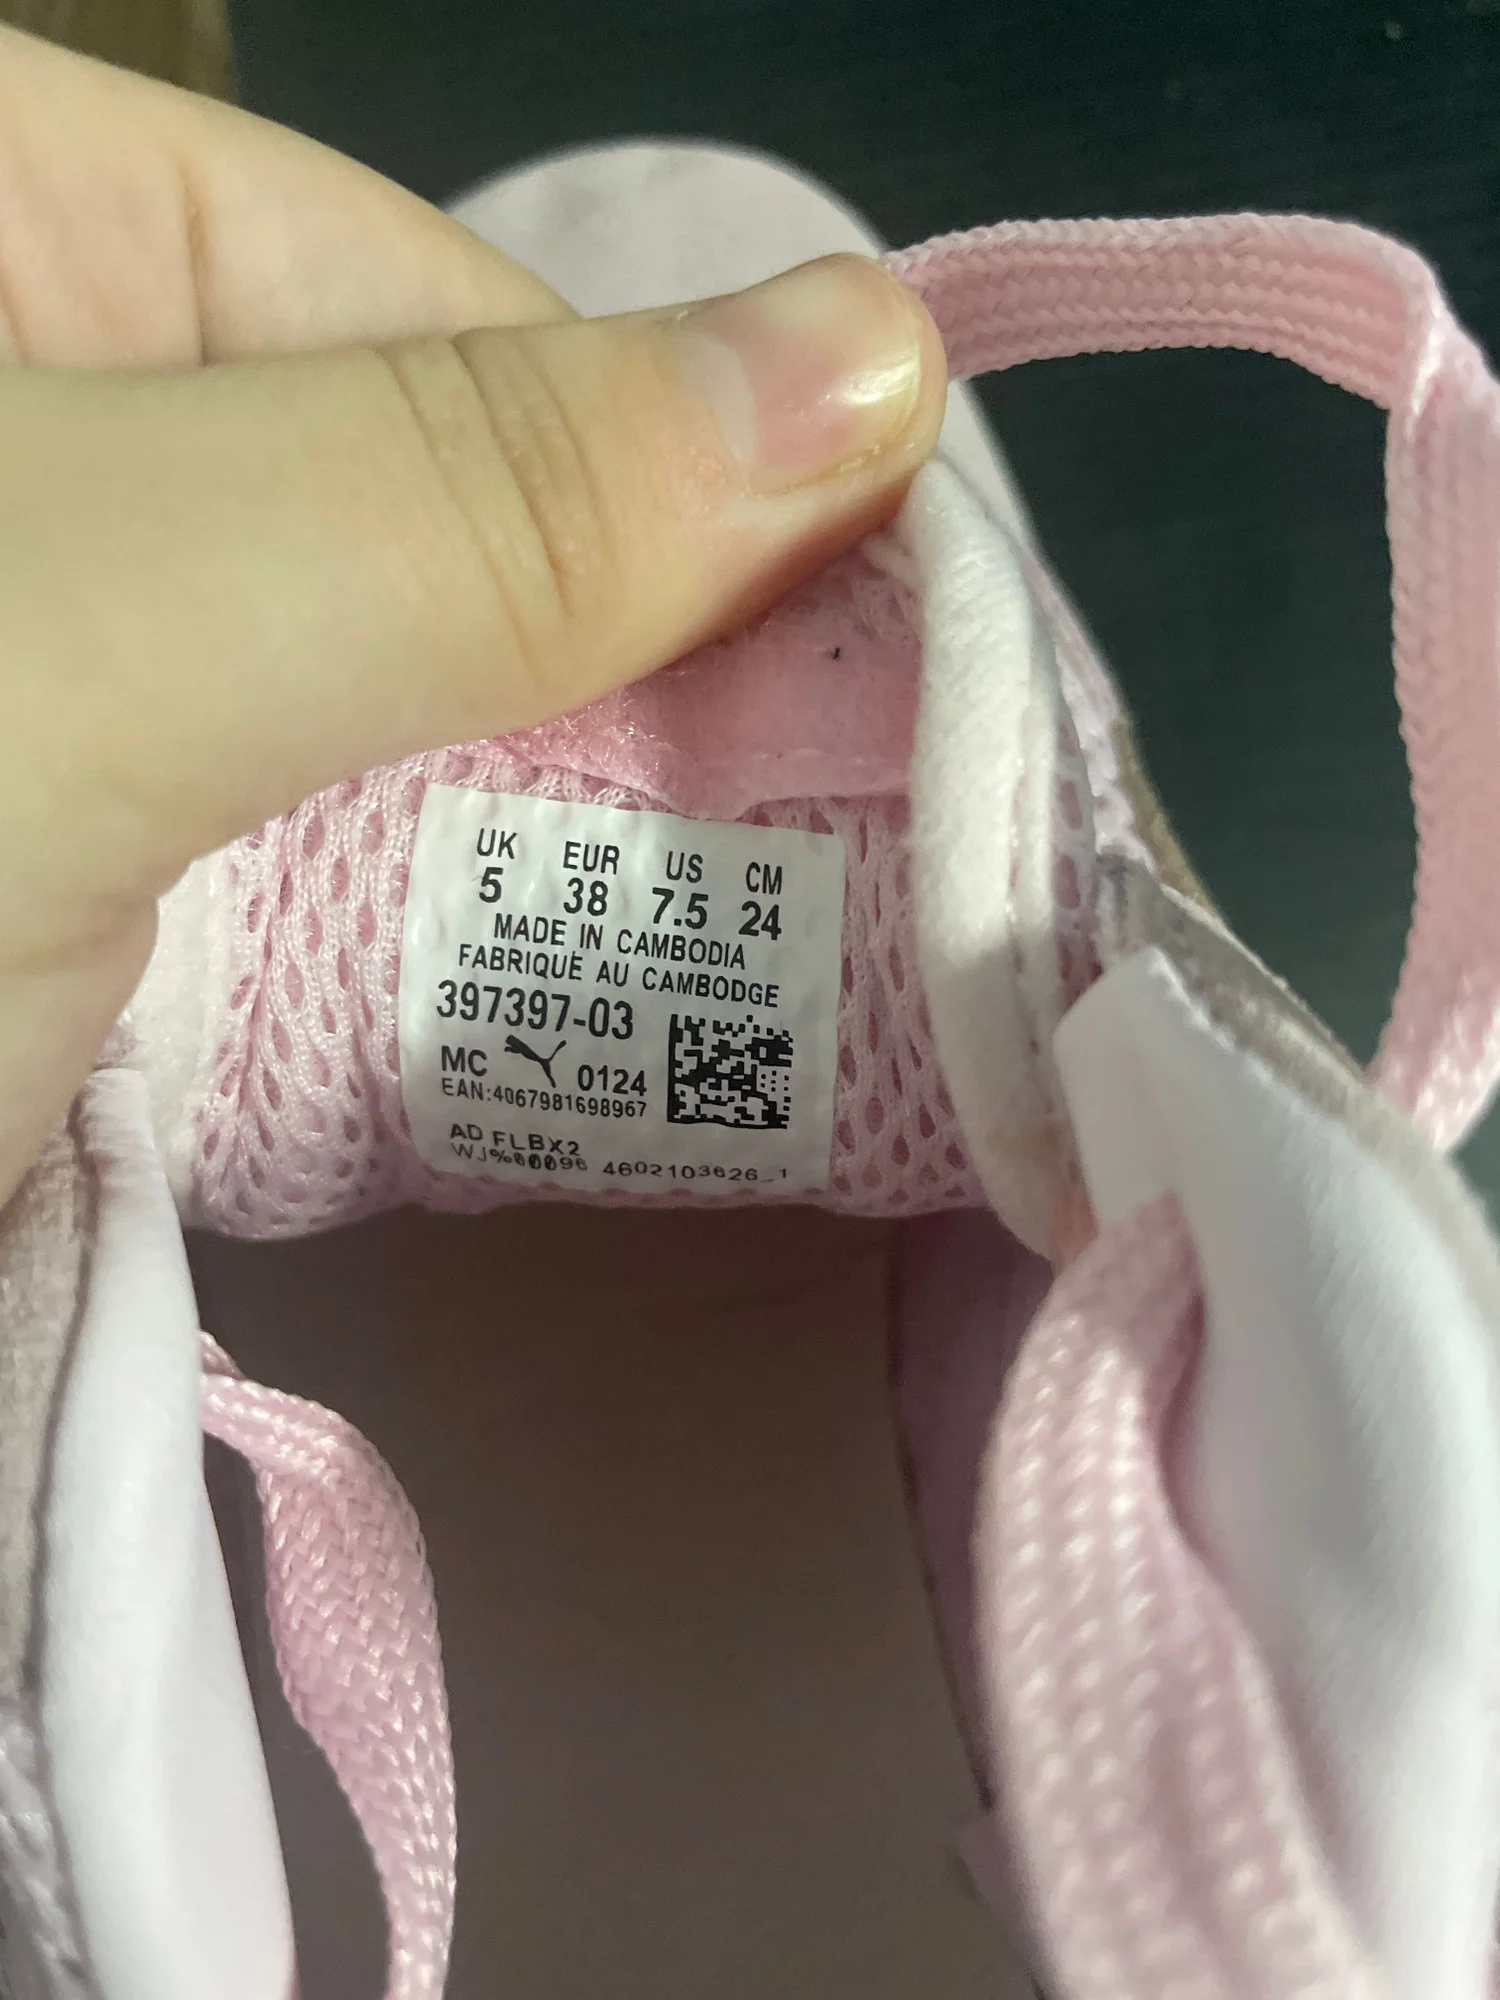 UK EUR US CM
5 38 7.5 24
MADE IN CAMBODIA
FABRIQUÉ AU CAMBODGE
397397-03
MC 0124
EAN:4067981698967
AD FLBX2
4602103626_1